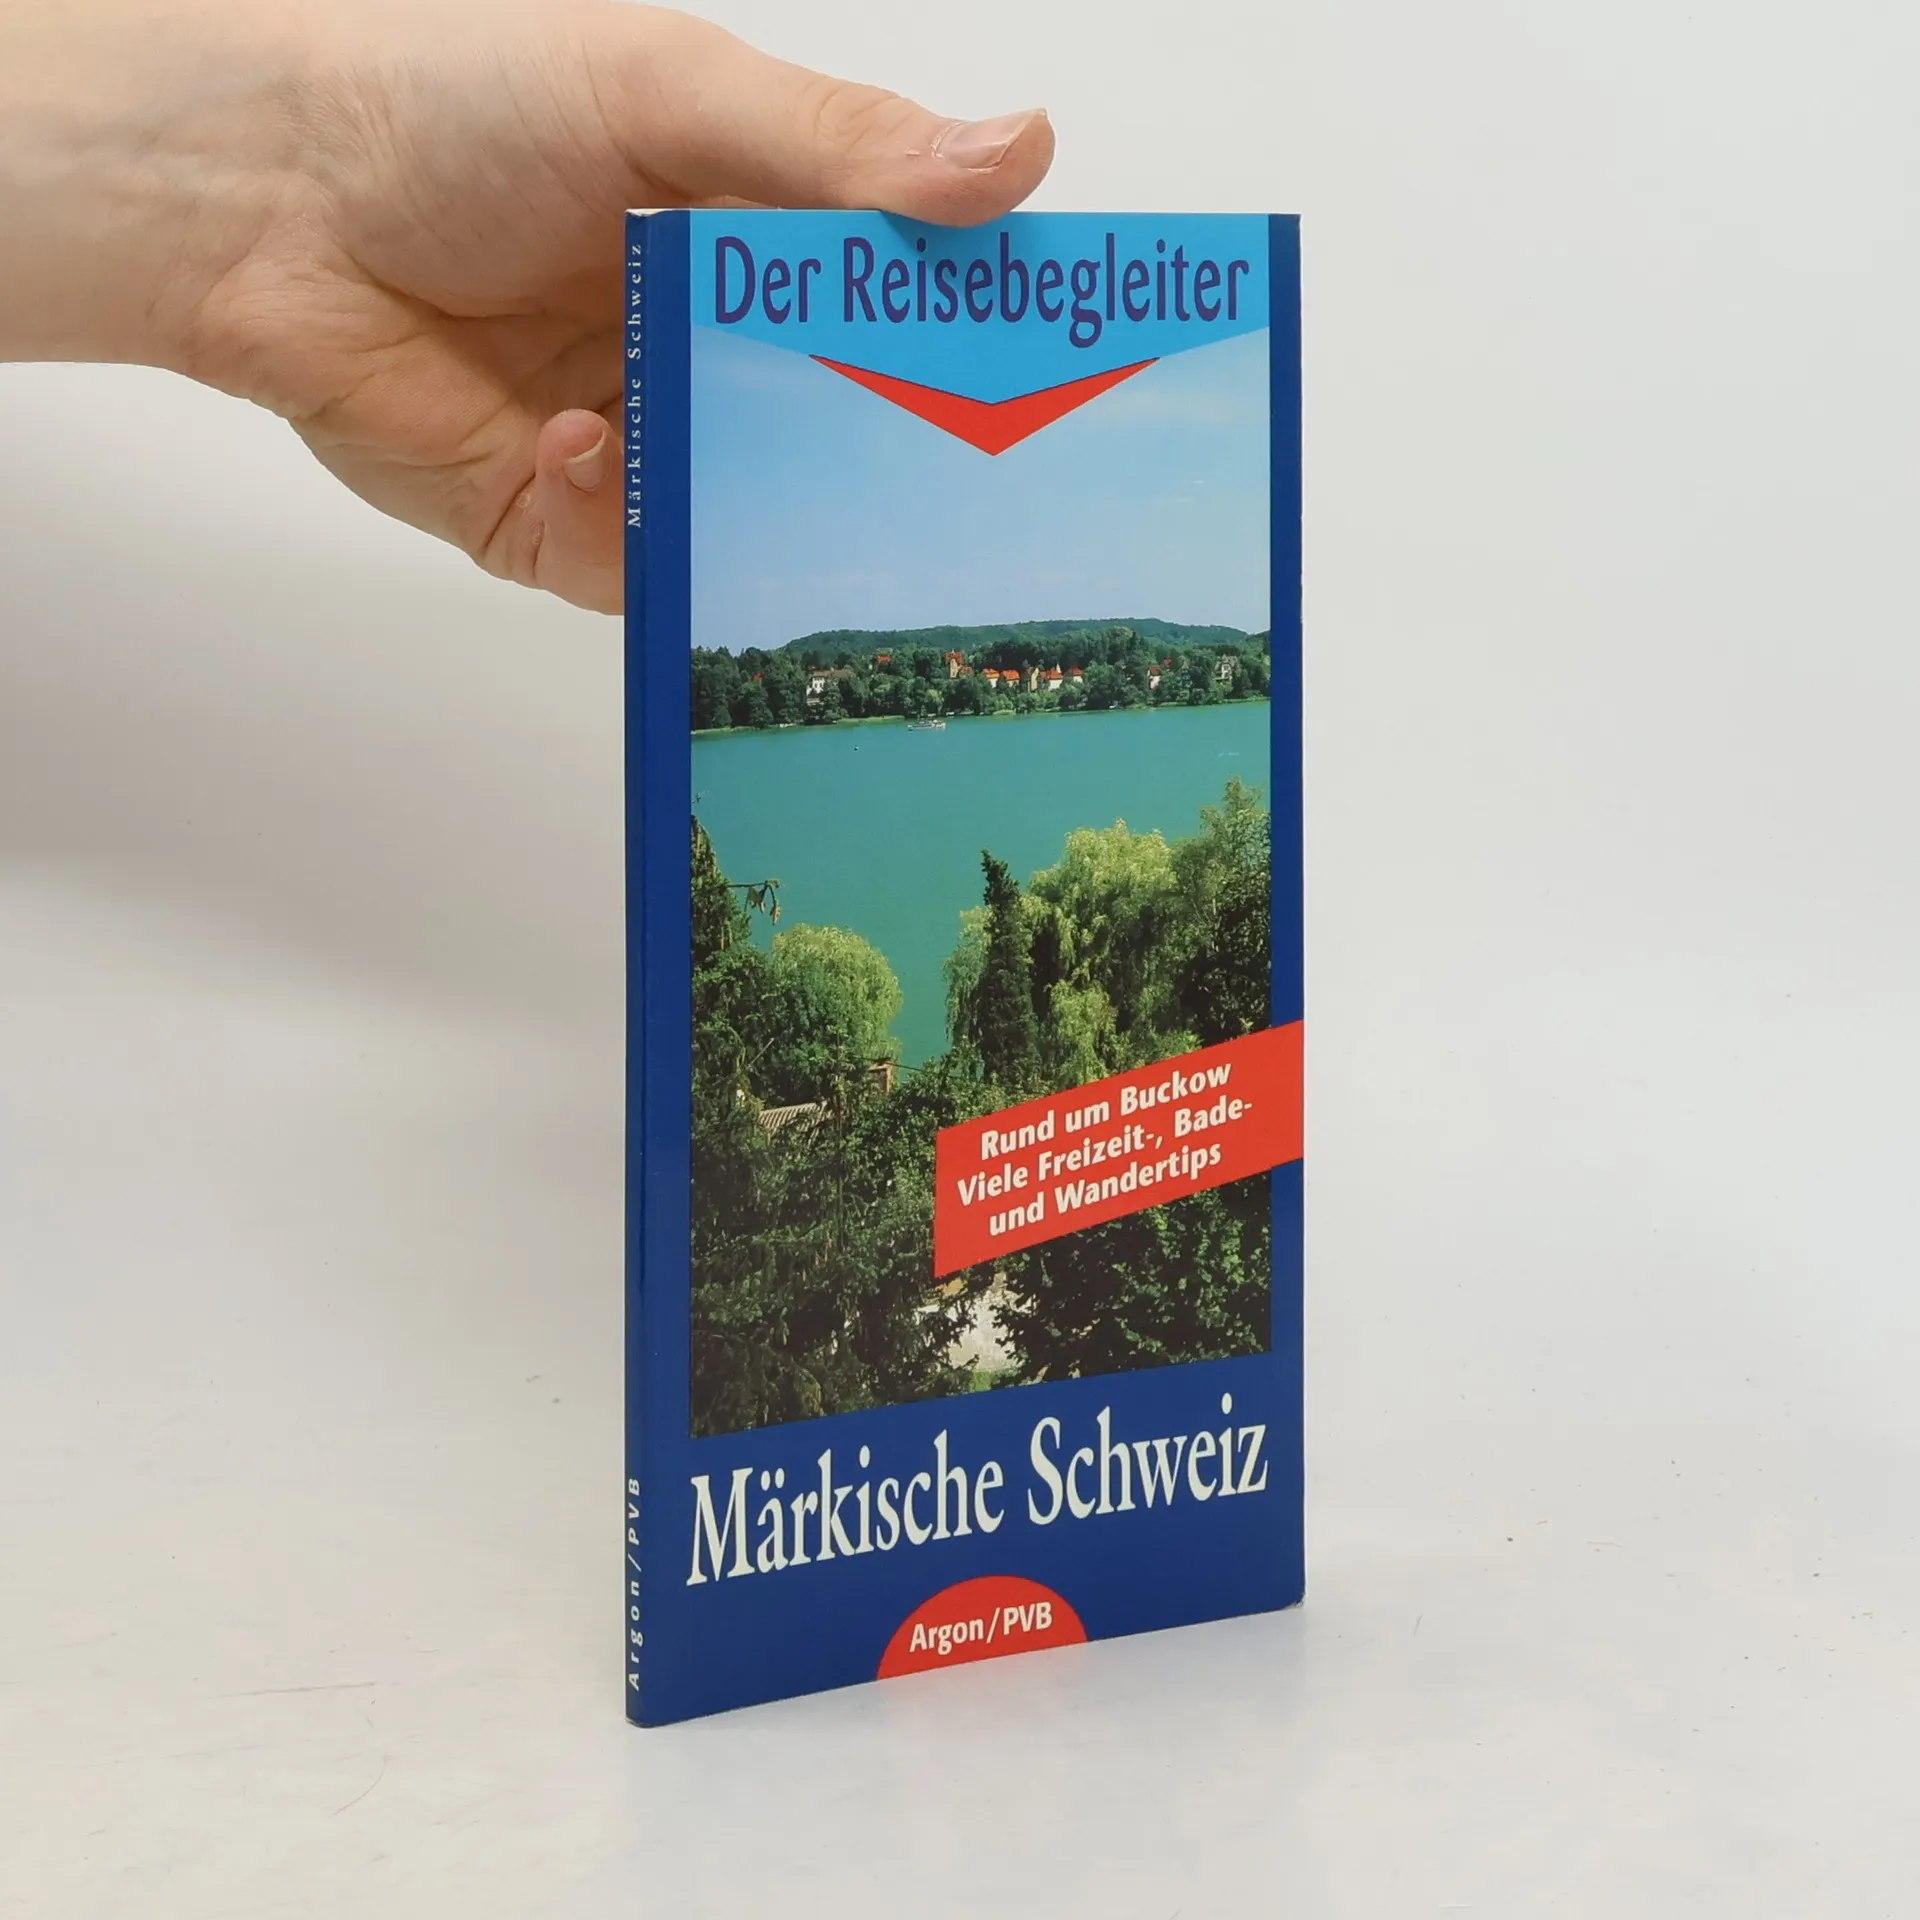 Der Reisebegleiter
Rund um Buckow
Viele Freizeit-, Bade-
und Wandertips
Märkische Schweiz
Argon/PVB
Märkische Schweiz
Argon/PVB